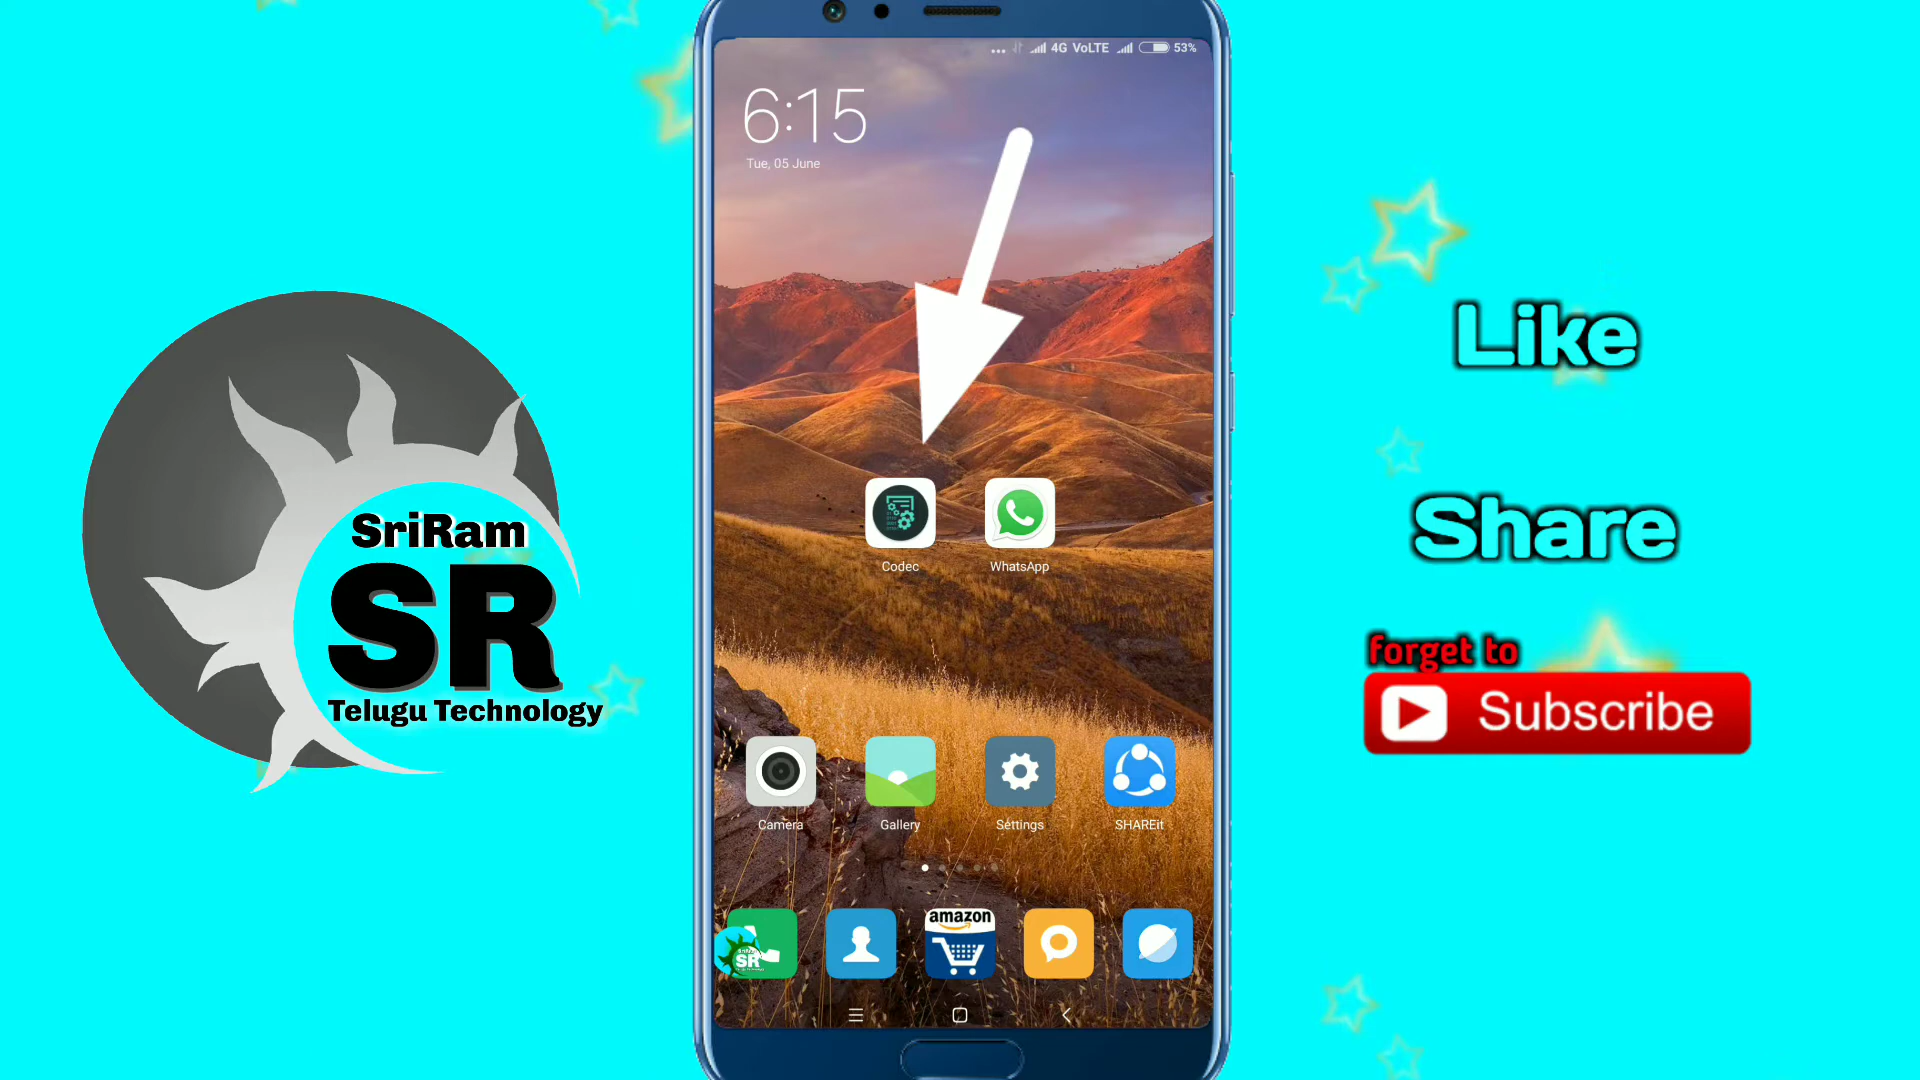 4G VoLTE 53%
6:15
Tue, 05 June
Codec
WhatsApp
Camera
Gallery
Settings
SHAREit
amazon
SR
SriRam
SR
Telugu Technology
Like
Share
forget to
Subscribe